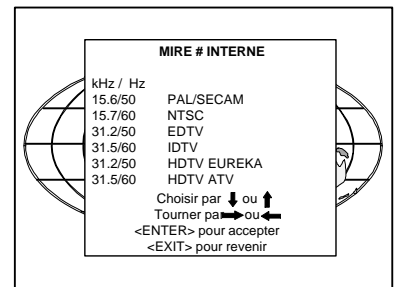 MIRE # INTERNE
kHz / Hz
15.6/50 PAL/SECAM
15.7/60 NTSC
31.2/50 EDTV
31.5/60 IDTV
31.2/50 HDTV EUREKA
31.5/60 HDTV ATV
Choisir par ⬇ ou ⬆
Tourner par ➡ ou ⬅
<ENTER> pour accepter
<EXIT> pour revenir